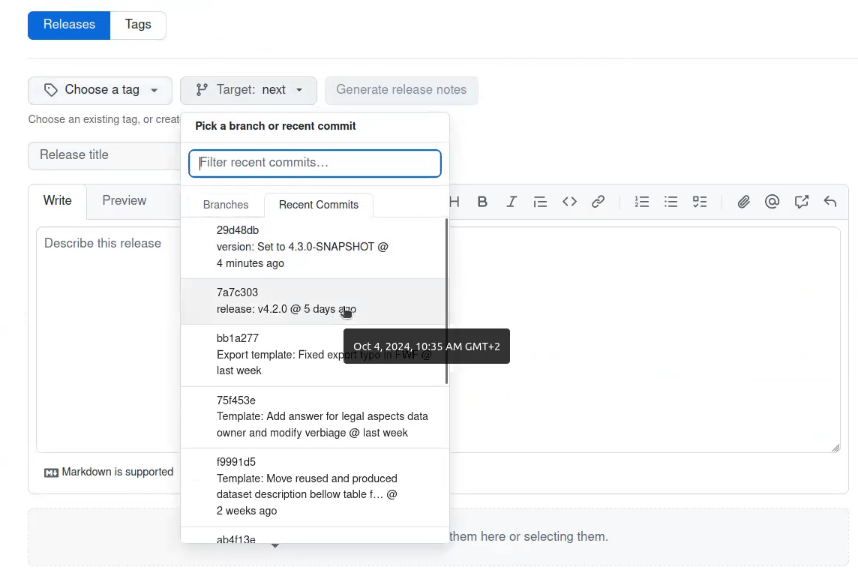 Releases
Tags
Choose a tag
Target: next
Generate release notes
Choose an existing tag, or create
Pick a branch or recent commit
Release title
Filter recent commits…
Write
Preview
Branches
Recent Commits
Describe this release
29d48db
version: Set to 4.3.0-SNAPSHOT @
4 minutes ago
7a7c303
release: v4.2.0 @ 5 days ago
Oct 4, 2024, 10:35 AM GMT+2
bb1a277
Export template: Fixed export typo in FWF @
last week
75f453e
Template: Add answer for legal aspects data
owner and modify verbiage @ last week
f9991d5
Template: Move reused and produced
dataset description bellow table f… @
2 weeks ago
ab4f13e
Markdown is supported
them here or selecting them.